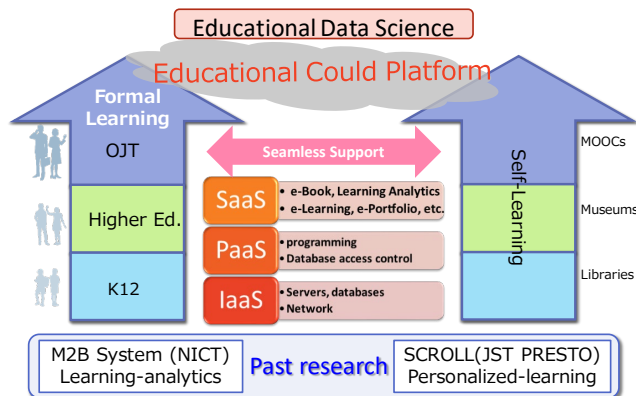 Educational Data Science
Educational Could Platform
Formal
Learning
OJT
Higher Ed.
K12
Seamless Support
SaaS
• e-Book, Learning Analytics
• e-Learning, e-Portfolio, etc.
PaaS
• programming
• Database access control
IaaS
• Servers, databases
• Network
Self-Learning
MOOCs
Museums
Libraries
M2B System (NICT)
Learning-analytics
Past research
SCROLL(JST PRESTO)
Personalized-learning